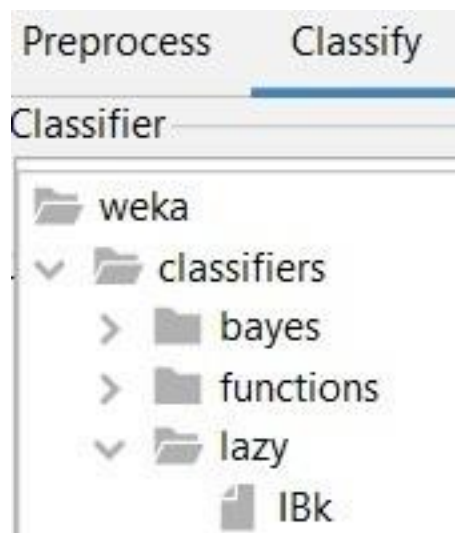 Preprocess Classify
Classifier
weka
classifiers
bayes
functions
lazy
IBk